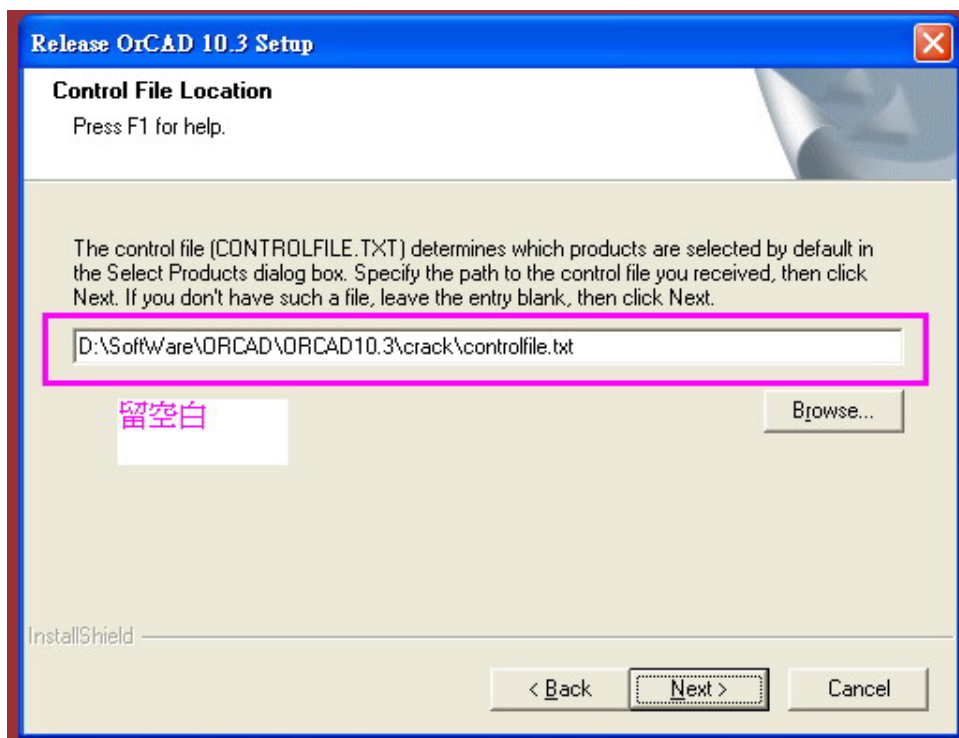 Release OrCAD 10.3 Setup
Control File Location
Press F1 for help.
The control file (CONTROLFILE.TXT) determines which products are selected by default in
the Select Products dialog box. Specify the path to the control file you received, then click
Next. If you don't have such a file, leave the entry blank, then click Next.
D:\SoftWare\ORCAD\ORCAD10.3\crack\controlfile.txt
留空白
Browse...
InstallShield
< Back
Next >
Cancel